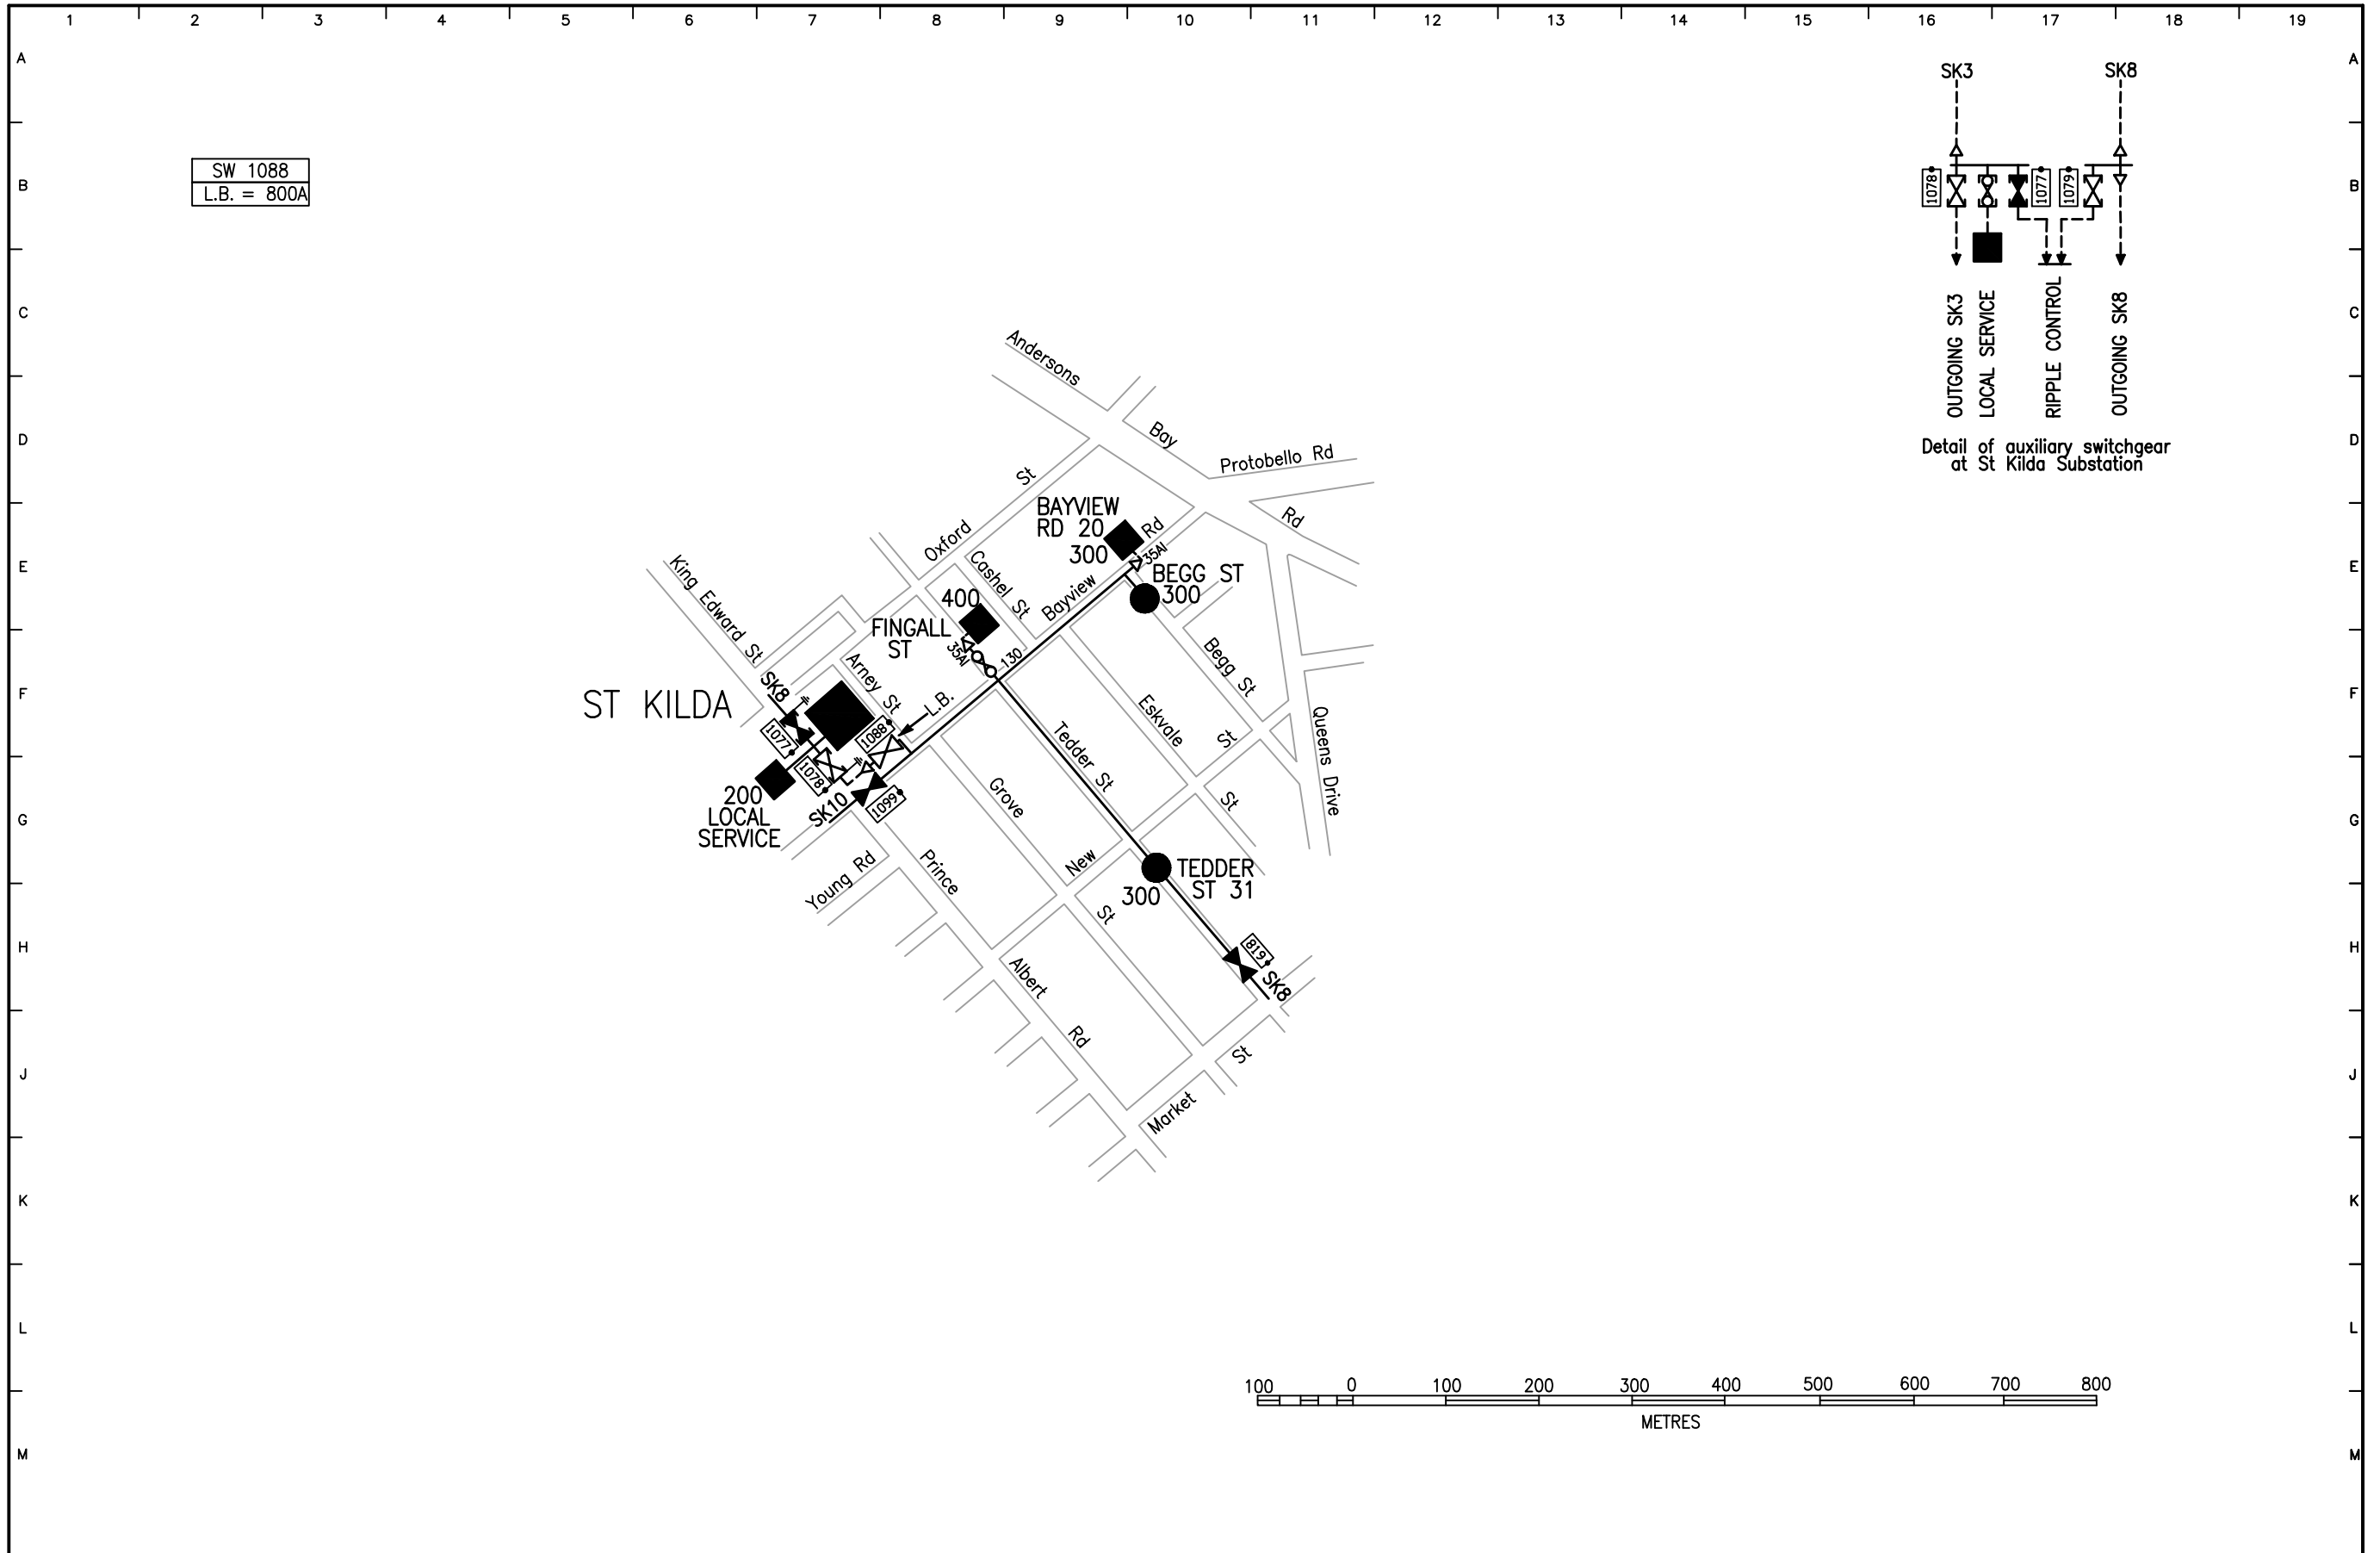 1 2 3 4 5 6 7 8 9 10 11 12 13 14 15 16 17 18 19
A A
SK3 SK8
SW 1088
L.B. = 800A
B B
1078 1077 1079
C C
OUTGOING SK3
LOCAL SERVICE
RIPPLE CONTROL
OUTGOING SK8
Detail of auxiliary switchgear
at St Kilda Substation
Andersons
Bay
Rd
Protobello Rd
D D
Oxford
St
BAYVIEW
RD 20
300
Rd
35Al
E E
King Edward St
Cashel St
Bayview
BEGG ST
300
400
FINGALL
ST
35Al
130
Arney St
Begg St
F F
SK8
ST KILDA
L.B.
1088
1077
1078
Tedder St
Eskvale
St
St
Queens Drive
200
LOCAL
SERVICE
SK10
1099
Grove
G G
Young Rd
Prince
New
TEDDER
ST 31
300
St
H H
819
SK8
Albert
Rd
J J
St
Market
K K
L L
100 0 100 200 300 400 500 600 700 800
METRES
M M